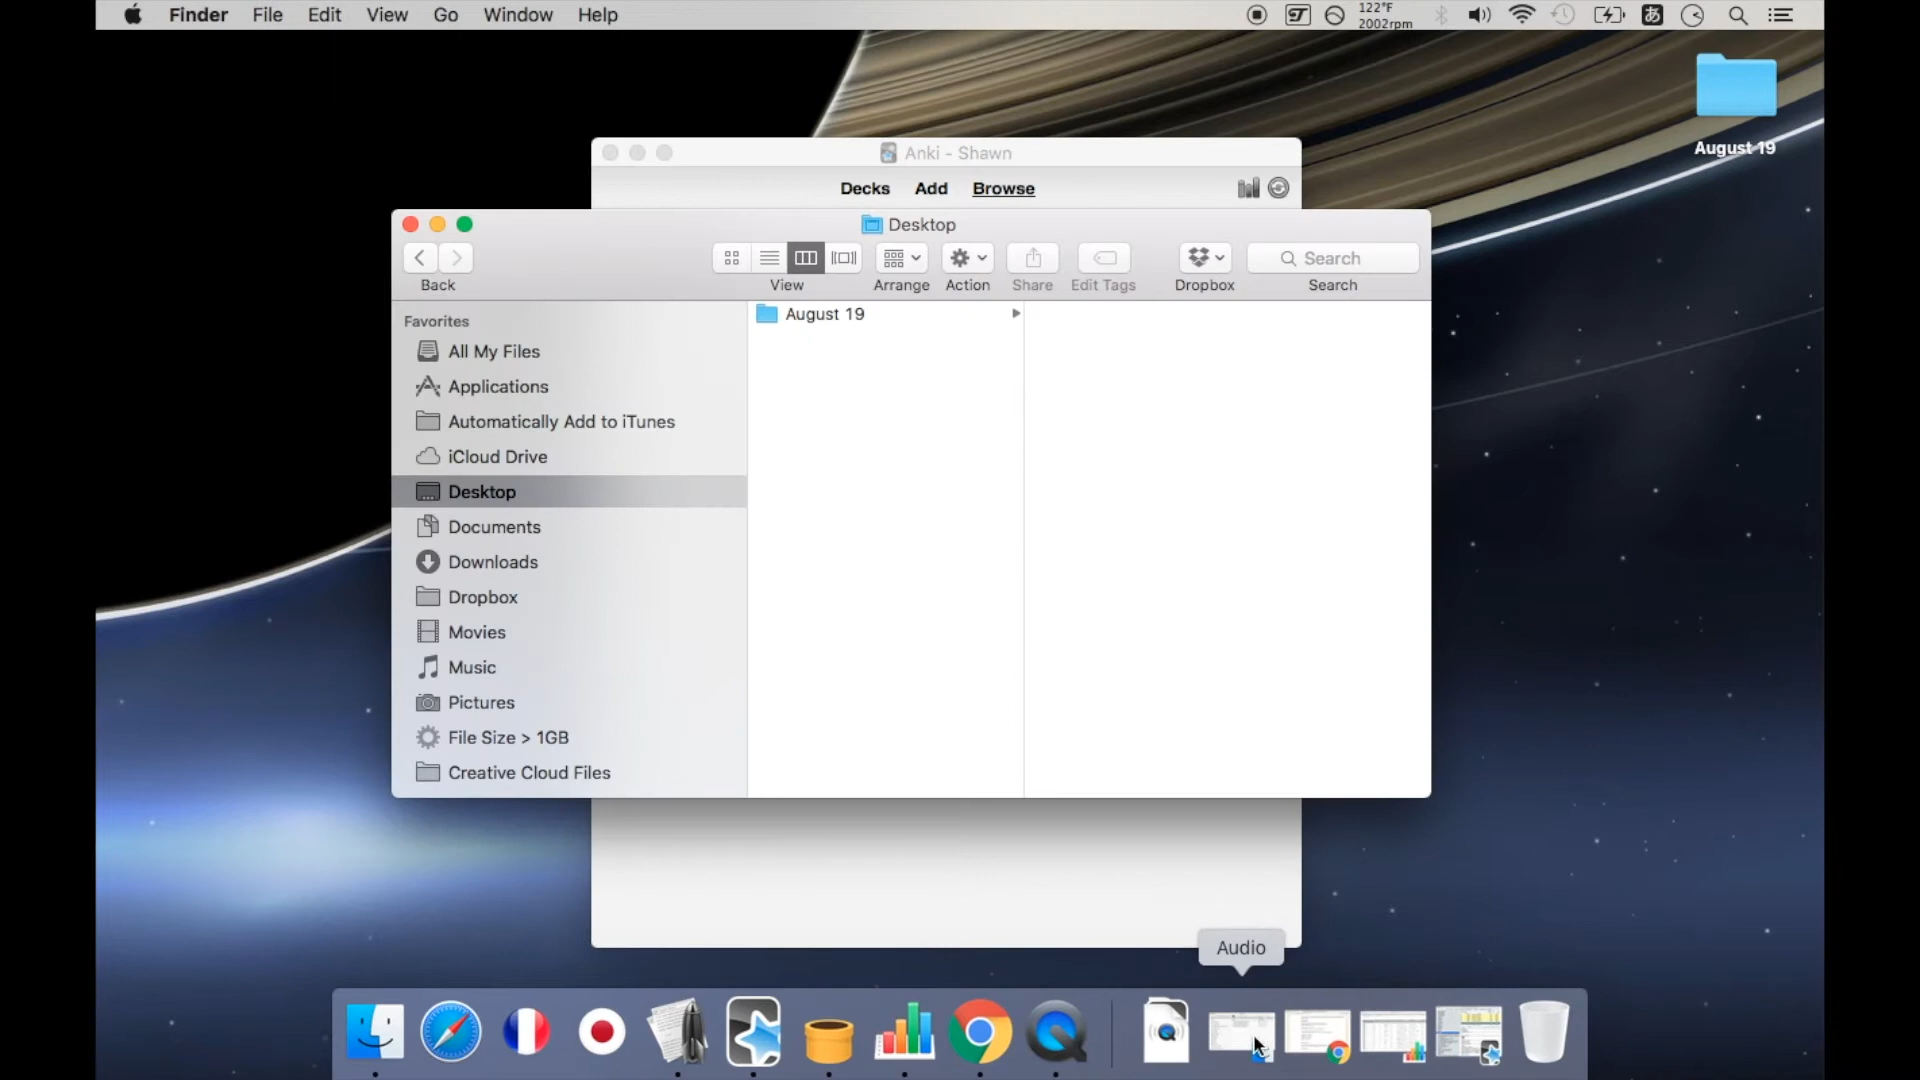 Finder File Edit View Go Window Help
122°F
2002rpm
あ
August 19
Anki - Shawn
Decks Add Browse
Desktop
Search
Back View Arrange Action Share Edit Tags Dropbox Search
Favorites
All My Files
Applications
Automatically Add to iTunes
iCloud Drive
Desktop
Documents
Downloads
Dropbox
Movies
Music
Pictures
File Size > 1GB
Creative Cloud Files
August 19
Audio